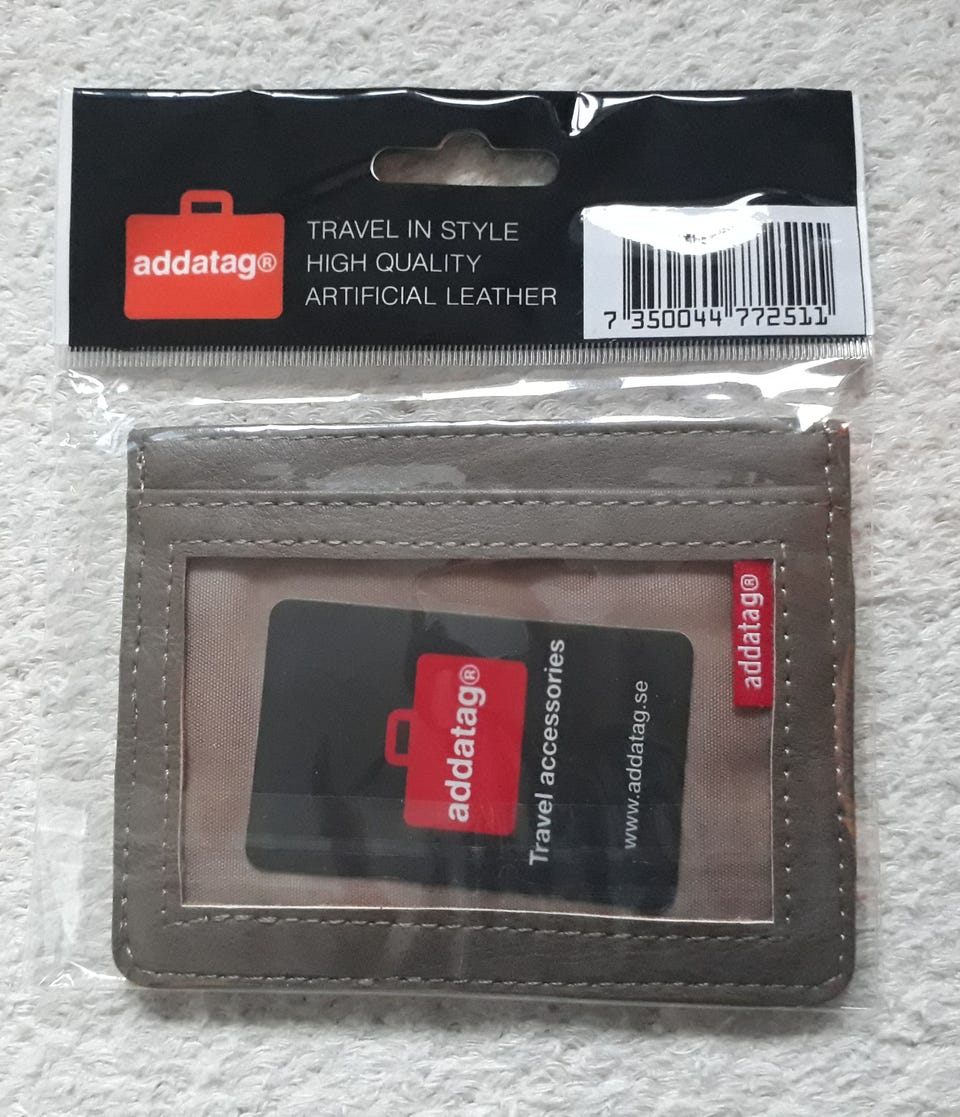 addatag®
TRAVEL IN STYLE
HIGH QUALITY
ARTIFICIAL LEATHER
7 350044 772511
addatag®
addatag®
Travel accessories
www.addatag.se